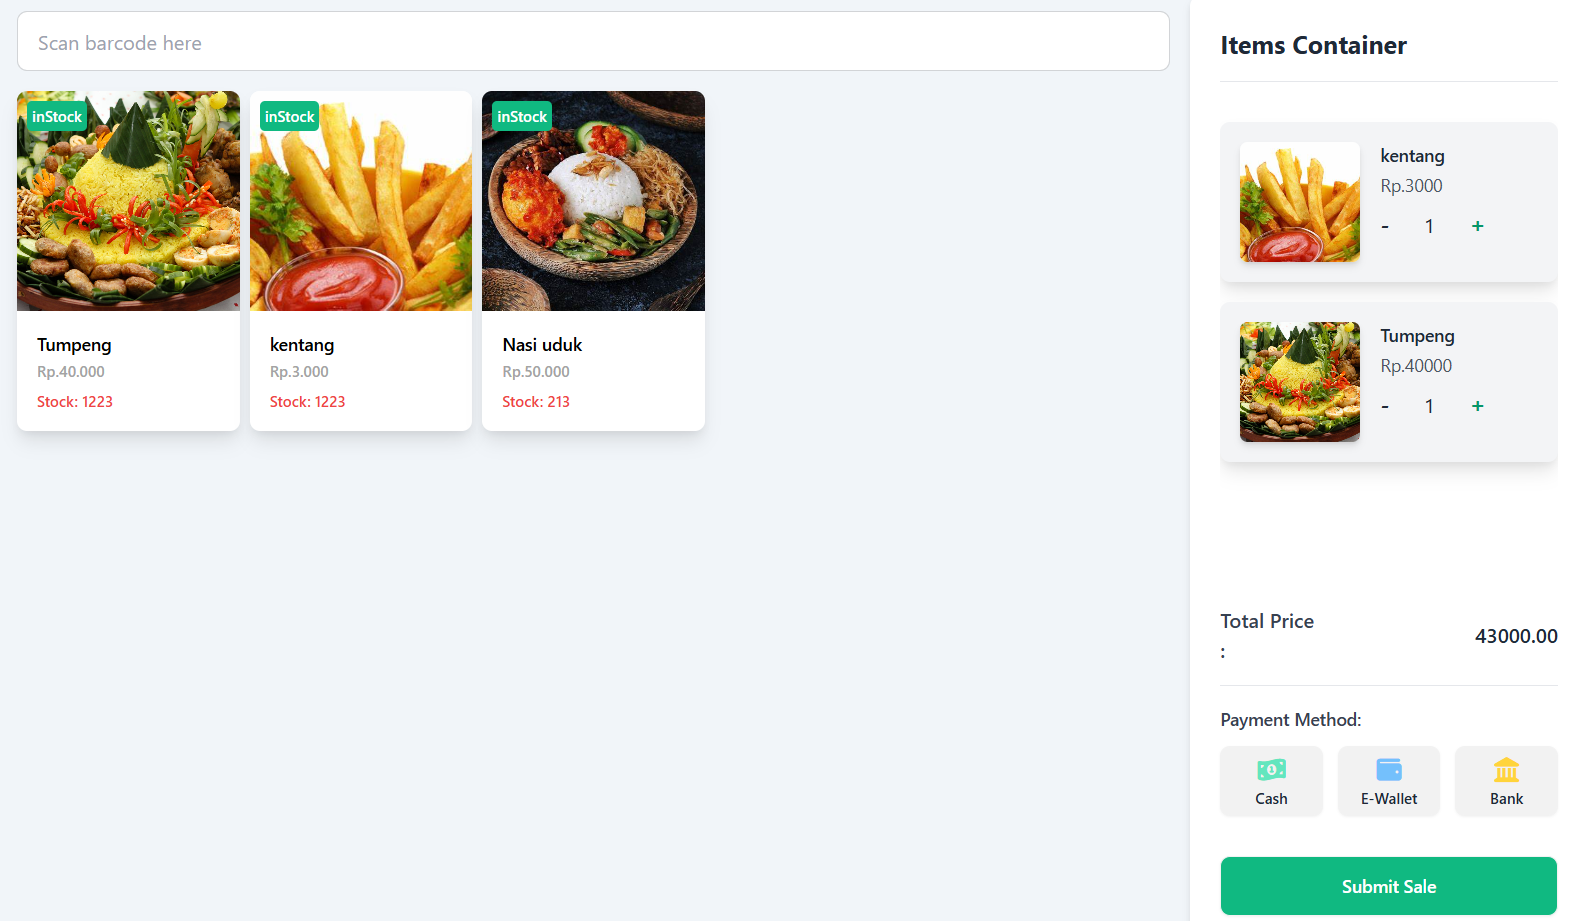 Scan barcode here
inStock
Tumpeng
Rp.40.000
Stock: 1223
inStock
kentang
Rp.3.000
Stock: 1223
inStock
Nasi uduk
Rp.50.000
Stock: 213
Items Container
kentang
Rp.3000
- 1 +
Tumpeng
Rp.40000
- 1 +
Total Price
:
43000.00
Payment Method:
Cash
E-Wallet
Bank
Submit Sale